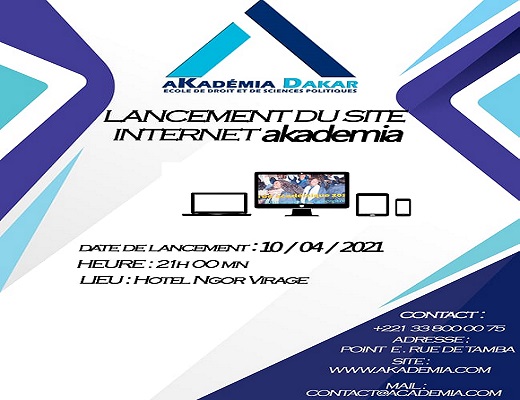 aKadémia Dakar
ECOLE DE DROIT ET DE SCIENCES POLITIQUES
LANCEMENT DU SITE
INTERNET akademia
DATE DE LANCEMENT : 10 / 04 / 2021
HEURE : 21H 00 MN
LIEU : HOTEL NGOR VIRAGE
CONTACT :
+221 33 800 00 75
ADRESSE :
POINT E . RUE DE TAMBA
SITE :
WWW.AKADEMIA.COM
MAIL :
CONTACT@ACADEMIA.COM